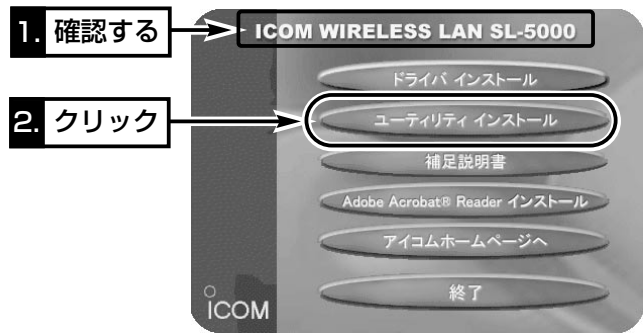 1. 確認する
ICOM WIRELESS LAN SL-5000
ドライバ インストール
2. クリック
ユーティリティ インストール
補足説明書
Adobe Acrobat® Reader インストール
アイコムホームページへ
終了
ICOM